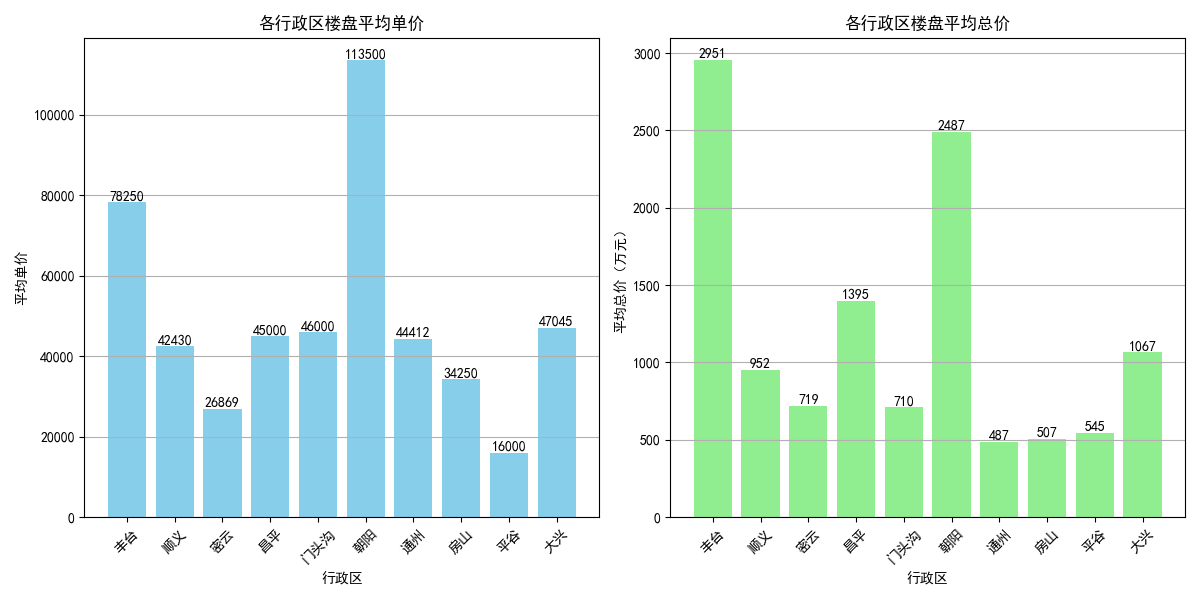 各行政区楼盘平均单价
平均单价
100000
80000
60000
40000
20000
0
78250
42430
26869
45000
46000
113500
44412
34250
16000
47045
丰台
顺义
密云
昌平
门头沟
朝阳
通州
房山
平谷
大兴
行政区
各行政区楼盘平均总价
平均总价（万元）
3000
2500
2000
1500
1000
500
0
2951
952
719
1395
710
2487
487
507
545
1067
丰台
顺义
密云
昌平
门头沟
朝阳
通州
房山
平谷
大兴
行政区